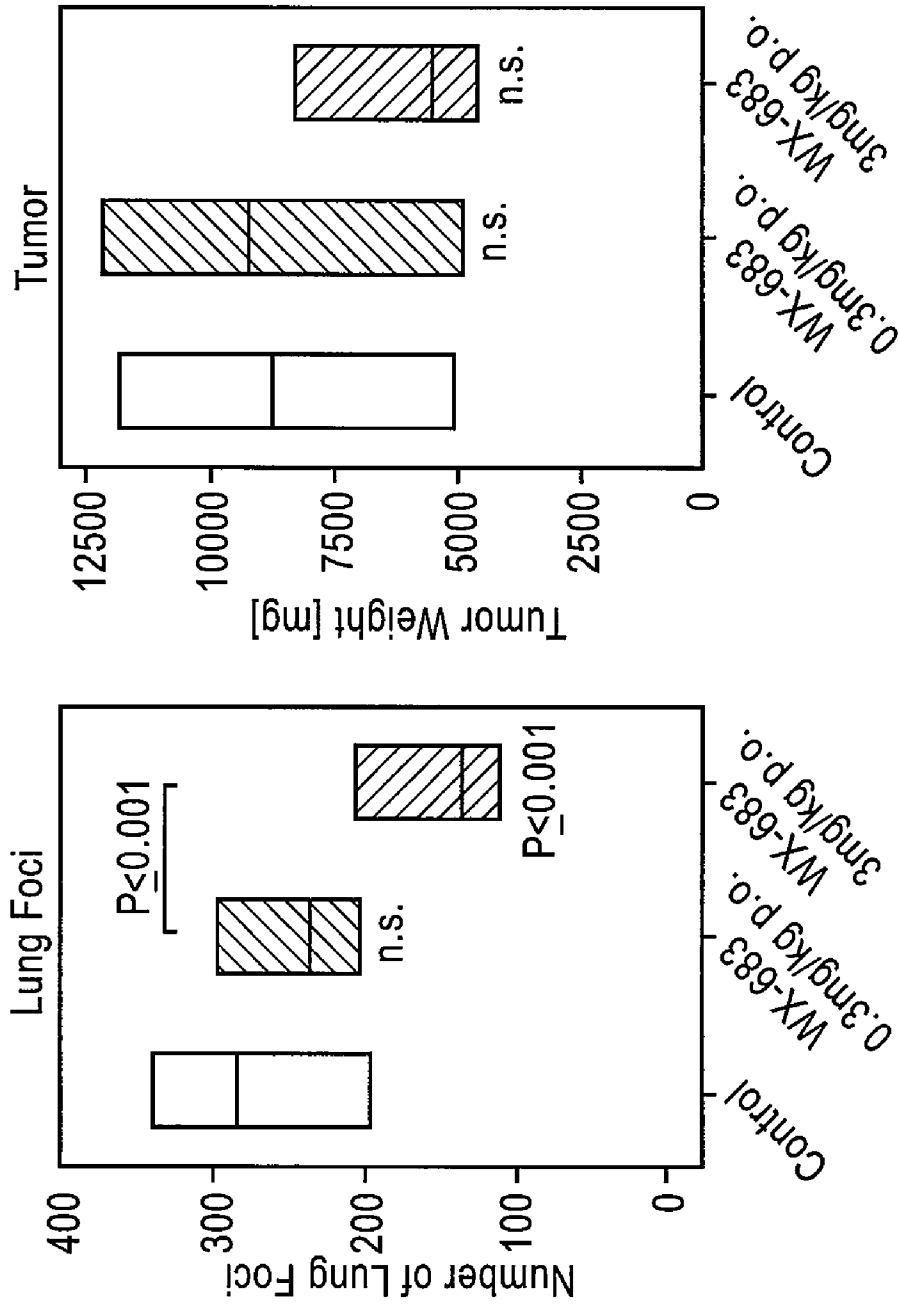 Lung Foci
Number of Lung Foci
400
300
200
100
0
P≤0.001
n.s.
P≤0.001
Control
WX-683
0.3mg/kg p.o.
WX-683
3mg/kg p.o.
Tumor
Tumor Weight [mg]
12500
10000
7500
5000
2500
0
n.s.
n.s.
Control
WX-683
0.3mg/kg p.o.
WX-683
3mg/kg p.o.